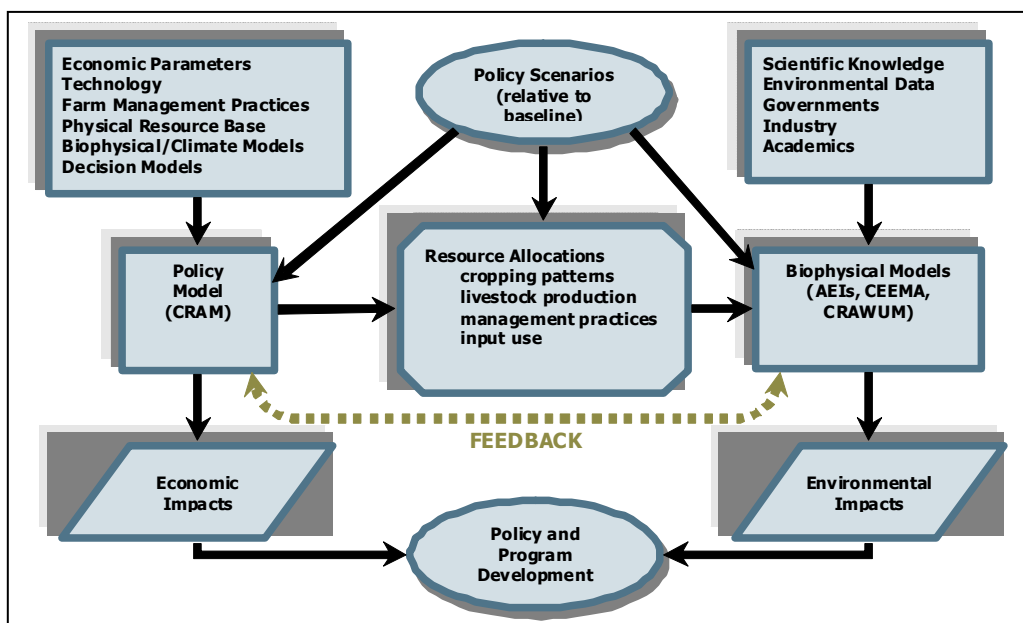 Economic Parameters
Technology
Farm Management Practices
Physical Resource Base
Biophysical/Climate Models
Decision Models
Policy Scenarios
(relative to
baseline)
Scientific Knowledge
Environmental Data
Governments
Industry
Academics
Policy
Model
(CRAM)
Resource Allocations
cropping patterns
livestock production
management practices
input use
Biophysical Models
(AEIs, CEEMA,
CRAWUM)
FEEDBACK
Economic
Impacts
Environmental
Impacts
Policy and
Program
Development